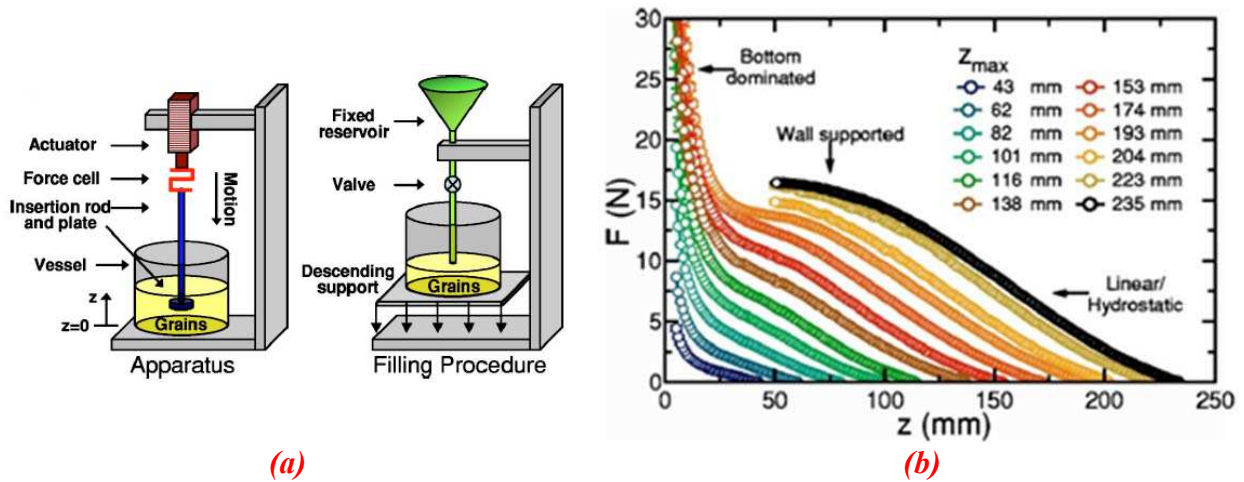 Actuator
Force cell
Insertion rod
and plate
Vessel
z
z=0
Grains
Motion
Apparatus
Fixed
reservoir
Valve
Descending
support
Grains
Filling Procedure
(a)
F (N)
30
25
20
15
10
5
0
Bottom
dominated
Wall supported
Linear/
Hydrostatic
Zmax
43 mm
62 mm
82 mm
101 mm
116 mm
138 mm
153 mm
174 mm
193 mm
204 mm
223 mm
235 mm
0 50 100 150 200 250
z (mm)
(b)